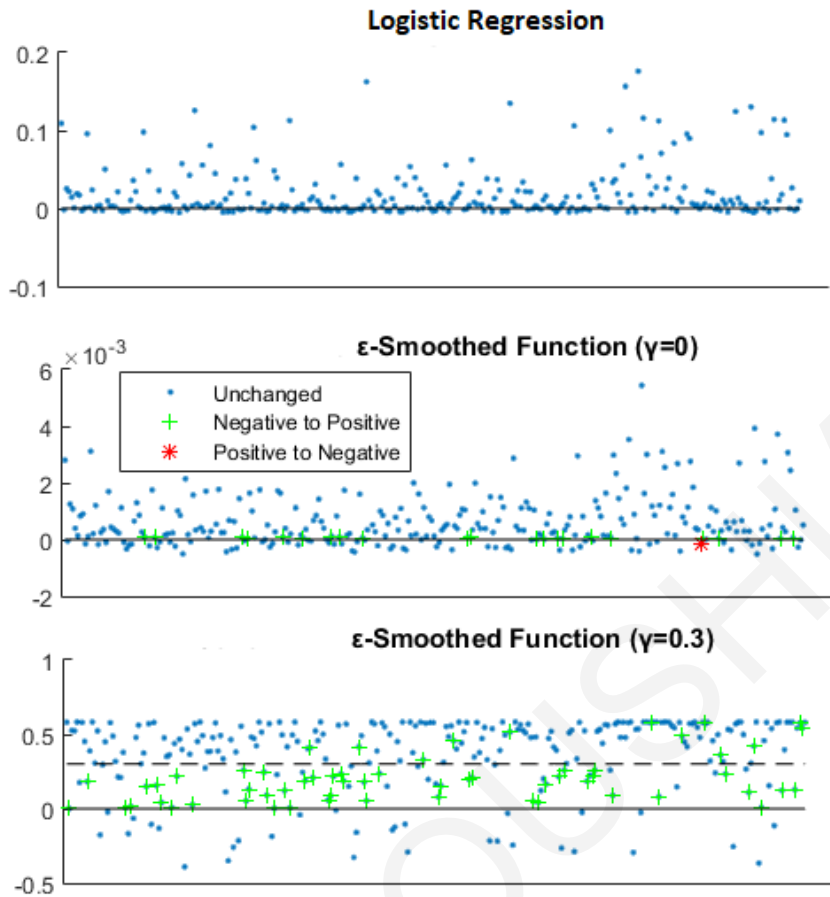 Logistic Regression
0.2
0.1
0
-0.1
ε-Smoothed Function (γ=0)
× 10⁻³
6
4
2
0
-2
Unchanged
Negative to Positive
Positive to Negative
ε-Smoothed Function (γ=0.3)
1
0.5
0
-0.5